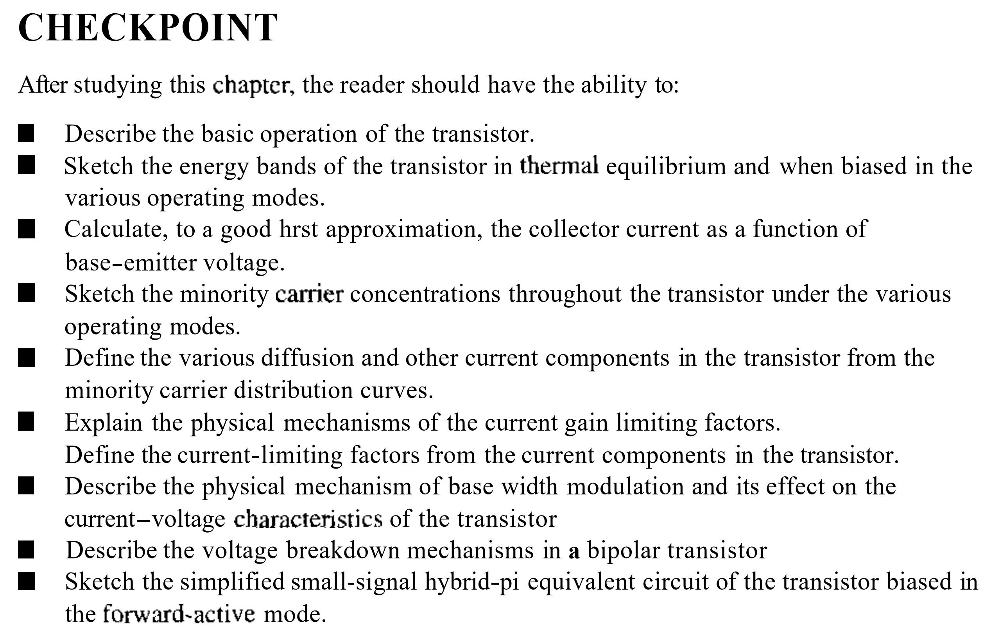 CHECKPOINT
After studying this chapter, the reader should have the ability to:
■ Describe the basic operation of the transistor.
■ Sketch the energy bands of the transistor in thermal equilibrium and when biased in the
various operating modes.
■ Calculate, to a good hrst approximation, the collector current as a function of
base–emitter voltage.
■ Sketch the minority carrier concentrations throughout the transistor under the various
operating modes.
■ Define the various diffusion and other current components in the transistor from the
minority carrier distribution curves.
■ Explain the physical mechanisms of the current gain limiting factors.
Define the current-limiting factors from the current components in the transistor.
■ Describe the physical mechanism of base width modulation and its effect on the
current–voltage characteristics of the transistor
■ Describe the voltage breakdown mechanisms in a bipolar transistor
■ Sketch the simplified small-signal hybrid-pi equivalent circuit of the transistor biased in
the forward-active mode.